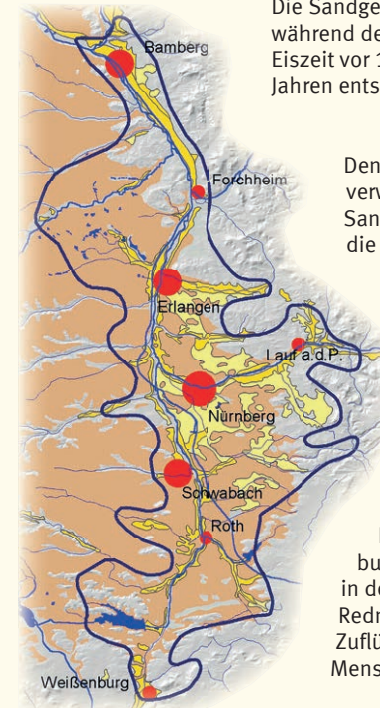 Die Sandge
während de
Eiszeit vor 1
Jahren ents
Bamberg
Den
verw
Forchheim
San
die
Erlangen
Lauf a.d.P.
Nürnberg
Schwabach
Roth
bu
in de
Redn
Zuflü
Weißenburg
Mens